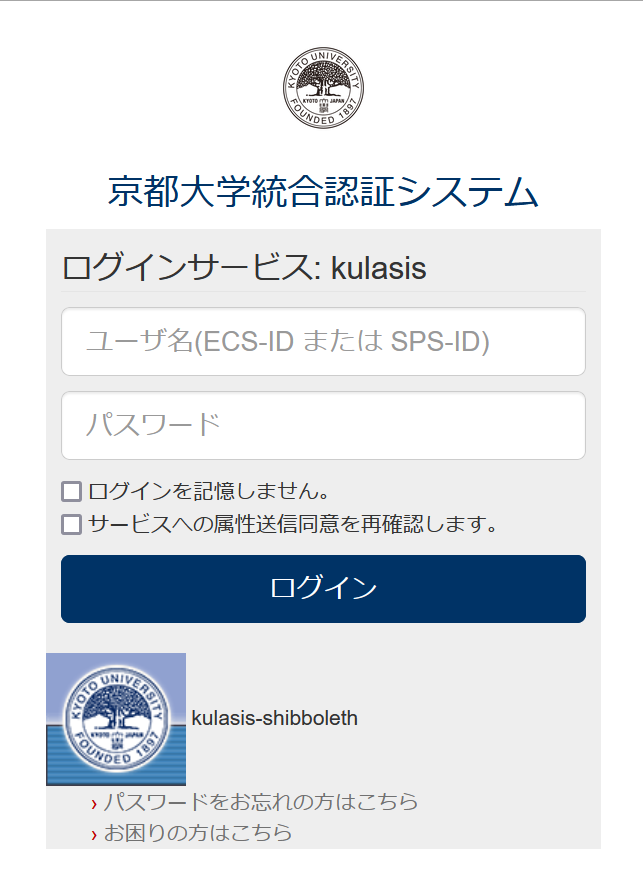 KYOTO UNIVERSITY
KYOTO JAPAN
FOUNDED 1897
京都大学統合認証システム
ログインサービス: kulasis
ユーザ名(ECS-ID または SPS-ID)
パスワード
ログインを記憶しません。
サービスへの属性送信同意を再確認します。
ログイン
KYOTO UNIVERSITY
KYOTO JAPAN
FOUNDED 1897
kulasis-shibboleth
› パスワードをお忘れの方はこちら
› お困りの方はこちら